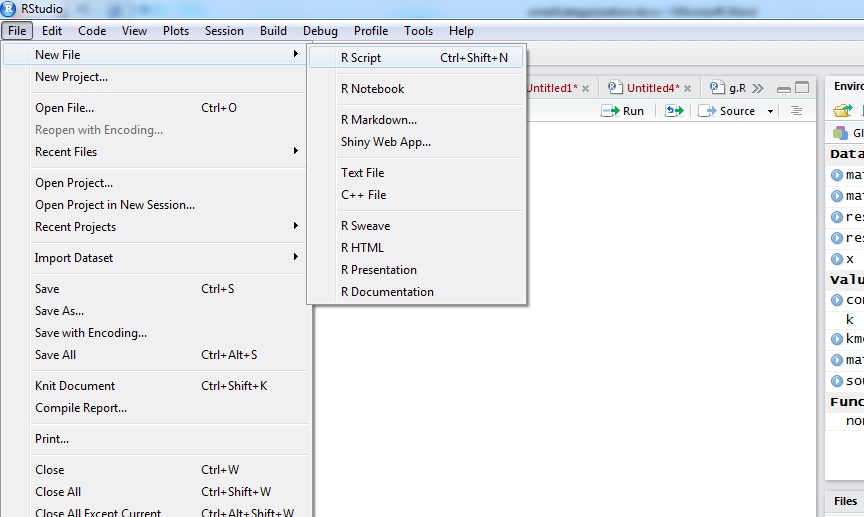 RStudio
File Edit Code View Plots Session Build Debug Profile Tools Help
New File
New Project...
Open File... Ctrl+O
Reopen with Encoding...
Recent Files
Open Project...
Open Project in New Session...
Recent Projects
Import Dataset
Save Ctrl+S
Save As...
Save with Encoding...
Save All Ctrl+Alt+S
Knit Document Ctrl+Shift+K
Compile Report...
Print...
Close Ctrl+W
Close All Ctrl+Shift+W
Close All Except Current Ctrl+Alt+Shift+W
R Script Ctrl+Shift+N
R Notebook
R Markdown...
Shiny Web App...
Text File
C++ File
R Sweave
R HTML
R Presentation
R Documentation
Untitled1* Untitled4* g.R
Run Source
Enviro
Gl
Data
mat
mat
res
res
x
Valu
con
k
kme
mat
sou
Func
nor
Files